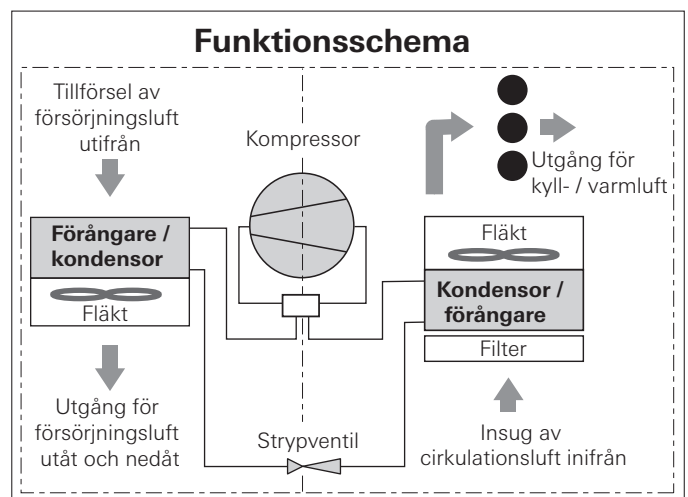 Funktionsschema
Tillförsel av
försörjningsluft
utifrån
Kompressor
Utgång för
kyll- / varmluft
Förångare /
kondensor
Fläkt
Fläkt
Kondensor /
förångare
Filter
Utgång för
försörjningsluft
utåt och nedåt
Strypventil
Insug av
cirkulationsluft inifrån